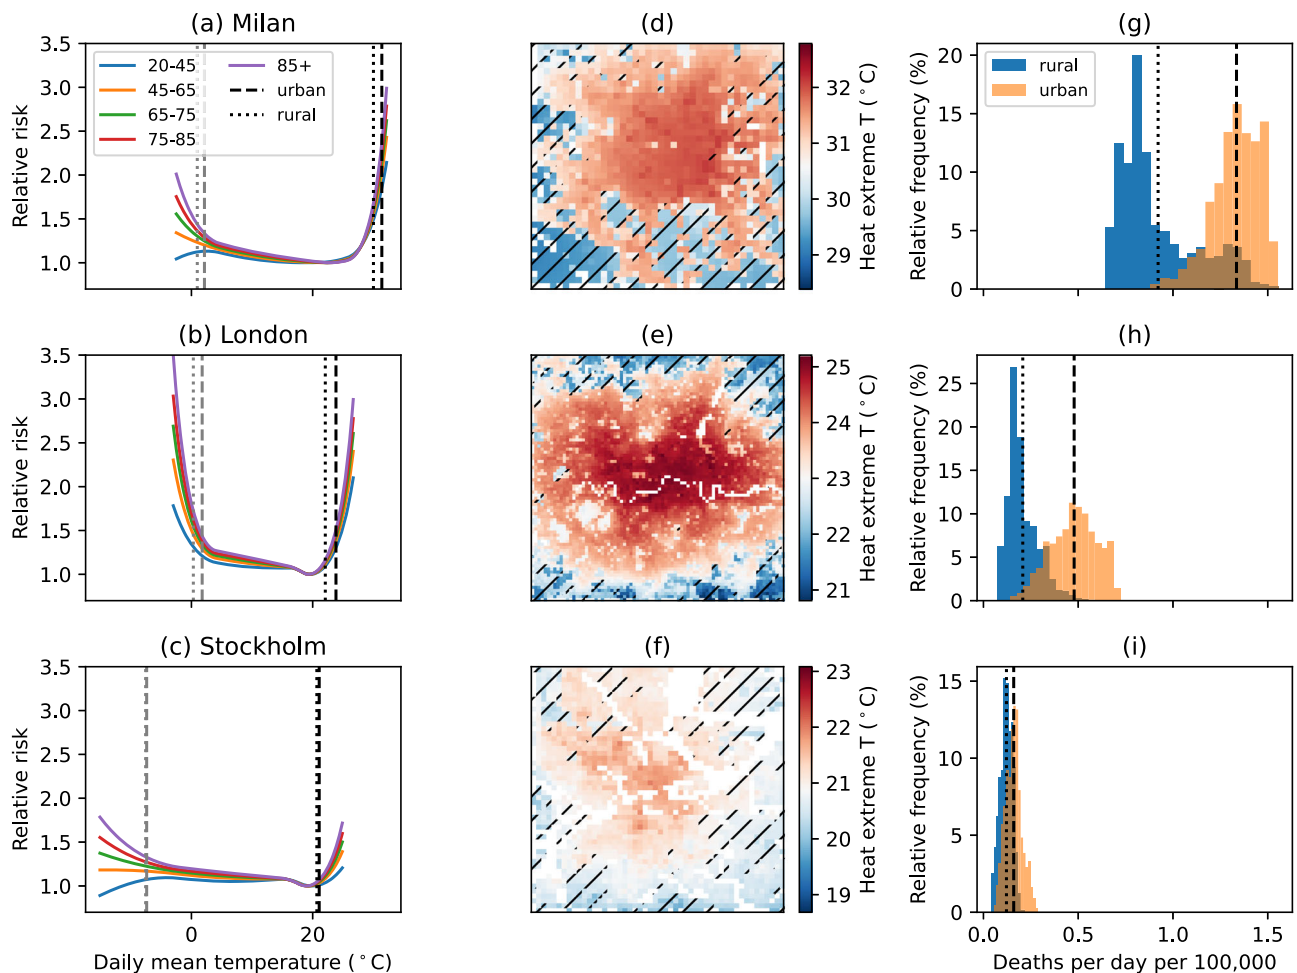 (a) Milan
(d)
(g)
3.5
3.0
2.5
2.0
1.5
1.0
Relative risk
20-45
45-65
65-75
75-85
85+
urban
rural
32
31
30
29
Heat extreme T (°C)
20
15
10
5
0
Relative frequency (%)
rural
urban
(b) London
(e)
(h)
3.5
3.0
2.5
2.0
1.5
1.0
Relative risk
25
24
23
22
21
Heat extreme T (°C)
25
20
15
10
5
0
Relative frequency (%)
(c) Stockholm
(f)
(i)
3.5
3.0
2.5
2.0
1.5
1.0
Relative risk
0
20
Daily mean temperature (°C)
23
22
21
20
19
Heat extreme T (°C)
15
10
5
0
Relative frequency (%)
0.0
0.5
1.0
1.5
Deaths per day per 100,000